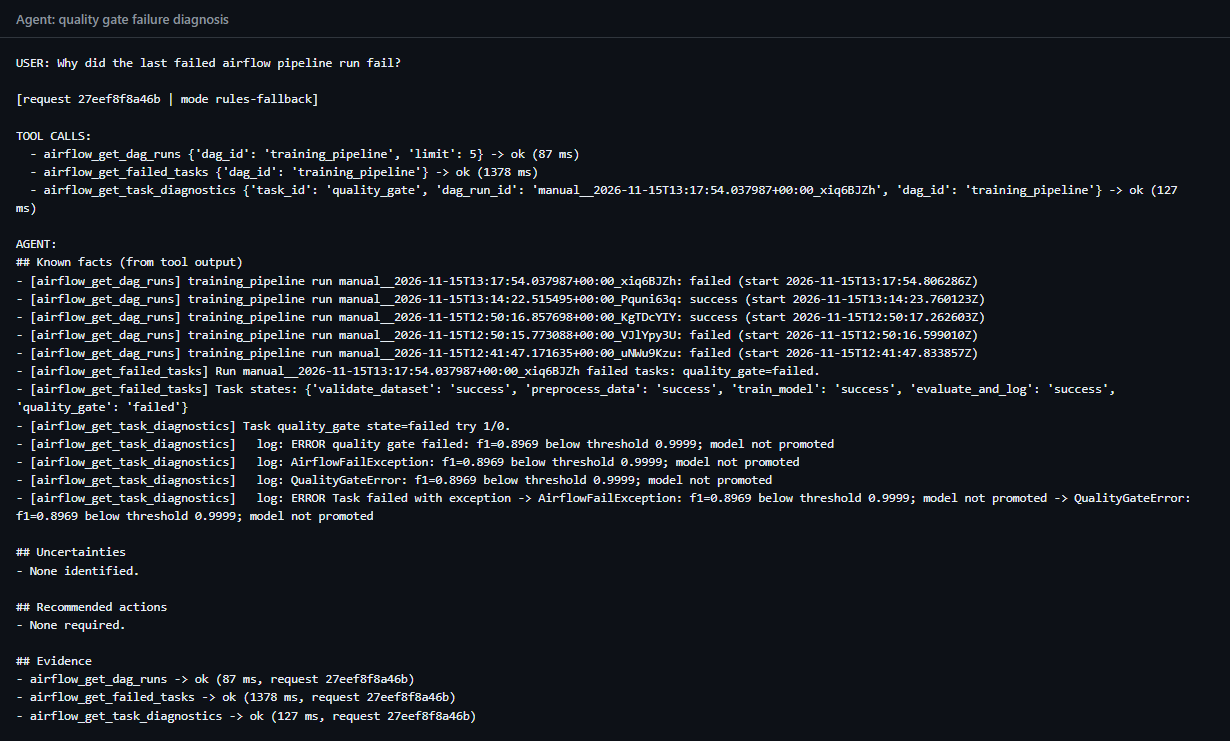 Agent: quality gate failure diagnosis
USER: Why did the last failed airflow pipeline run fail?
[request 27eef8f8a46b | mode rules-fallback]
TOOL CALLS:
- airflow_get_dag_runs {'dag_id': 'training_pipeline', 'limit': 5} -> ok (87 ms)
- airflow_get_failed_tasks {'dag_id': 'training_pipeline'} -> ok (1378 ms)
- airflow_get_task_diagnostics {'task_id': 'quality_gate', 'dag_run_id': 'manual__2026-11-15T13:17:54.037987+00:00_xiq6BJZh', 'dag_id': 'training_pipeline'} -> ok (127
ms)
AGENT:
## Known facts (from tool output)
- [airflow_get_dag_runs] training_pipeline run manual__2026-11-15T13:17:54.037987+00:00_xiq6BJZh: failed (start 2026-11-15T13:17:54.806286Z)
- [airflow_get_dag_runs] training_pipeline run manual__2026-11-15T13:14:22.515495+00:00_Pquni63q: success (start 2026-11-15T13:14:23.760123Z)
- [airflow_get_dag_runs] training_pipeline run manual__2026-11-15T12:50:16.857698+00:00_KgTDcYIY: success (start 2026-11-15T12:50:17.262603Z)
- [airflow_get_dag_runs] training_pipeline run manual__2026-11-15T12:50:15.773088+00:00_VJlYpy3U: failed (start 2026-11-15T12:50:16.599010Z)
- [airflow_get_dag_runs] training_pipeline run manual__2026-11-15T12:41:47.171635+00:00_uNWu9Kzu: failed (start 2026-11-15T12:41:47.833857Z)
- [airflow_get_failed_tasks] Run manual__2026-11-15T13:17:54.037987+00:00_xiq6BJZh failed tasks: quality_gate=failed.
- [airflow_get_failed_tasks] Task states: {'validate_dataset': 'success', 'preprocess_data': 'success', 'train_model': 'success', 'evaluate_and_log': 'success',
'quality_gate': 'failed'}
- [airflow_get_task_diagnostics] Task quality_gate state=failed try 1/0.
- [airflow_get_task_diagnostics]   log: ERROR quality gate failed: f1=0.8969 below threshold 0.9999; model not promoted
- [airflow_get_task_diagnostics]   log: AirflowFailException: f1=0.8969 below threshold 0.9999; model not promoted
- [airflow_get_task_diagnostics]   log: QualityGateError: f1=0.8969 below threshold 0.9999; model not promoted
- [airflow_get_task_diagnostics]   log: ERROR Task failed with exception -> AirflowFailException: f1=0.8969 below threshold 0.9999; model not promoted -> QualityGateError:
f1=0.8969 below threshold 0.9999; model not promoted
## Uncertainties
- None identified.
## Recommended actions
- None required.
## Evidence
- airflow_get_dag_runs -> ok (87 ms, request 27eef8f8a46b)
- airflow_get_failed_tasks -> ok (1378 ms, request 27eef8f8a46b)
- airflow_get_task_diagnostics -> ok (127 ms, request 27eef8f8a46b)